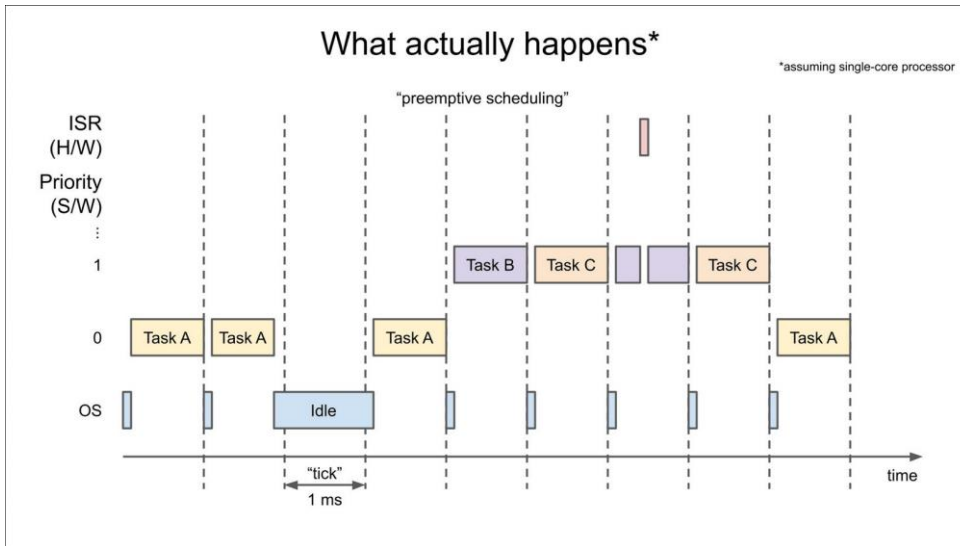 What actually happens*
*assuming single-core processor
“preemptive scheduling”
ISR
(H/W)
Priority
(S/W)
...
1
Task B
Task C
Task C
0
Task A
Task A
Task A
Task A
OS
Idle
“tick”
1 ms
time